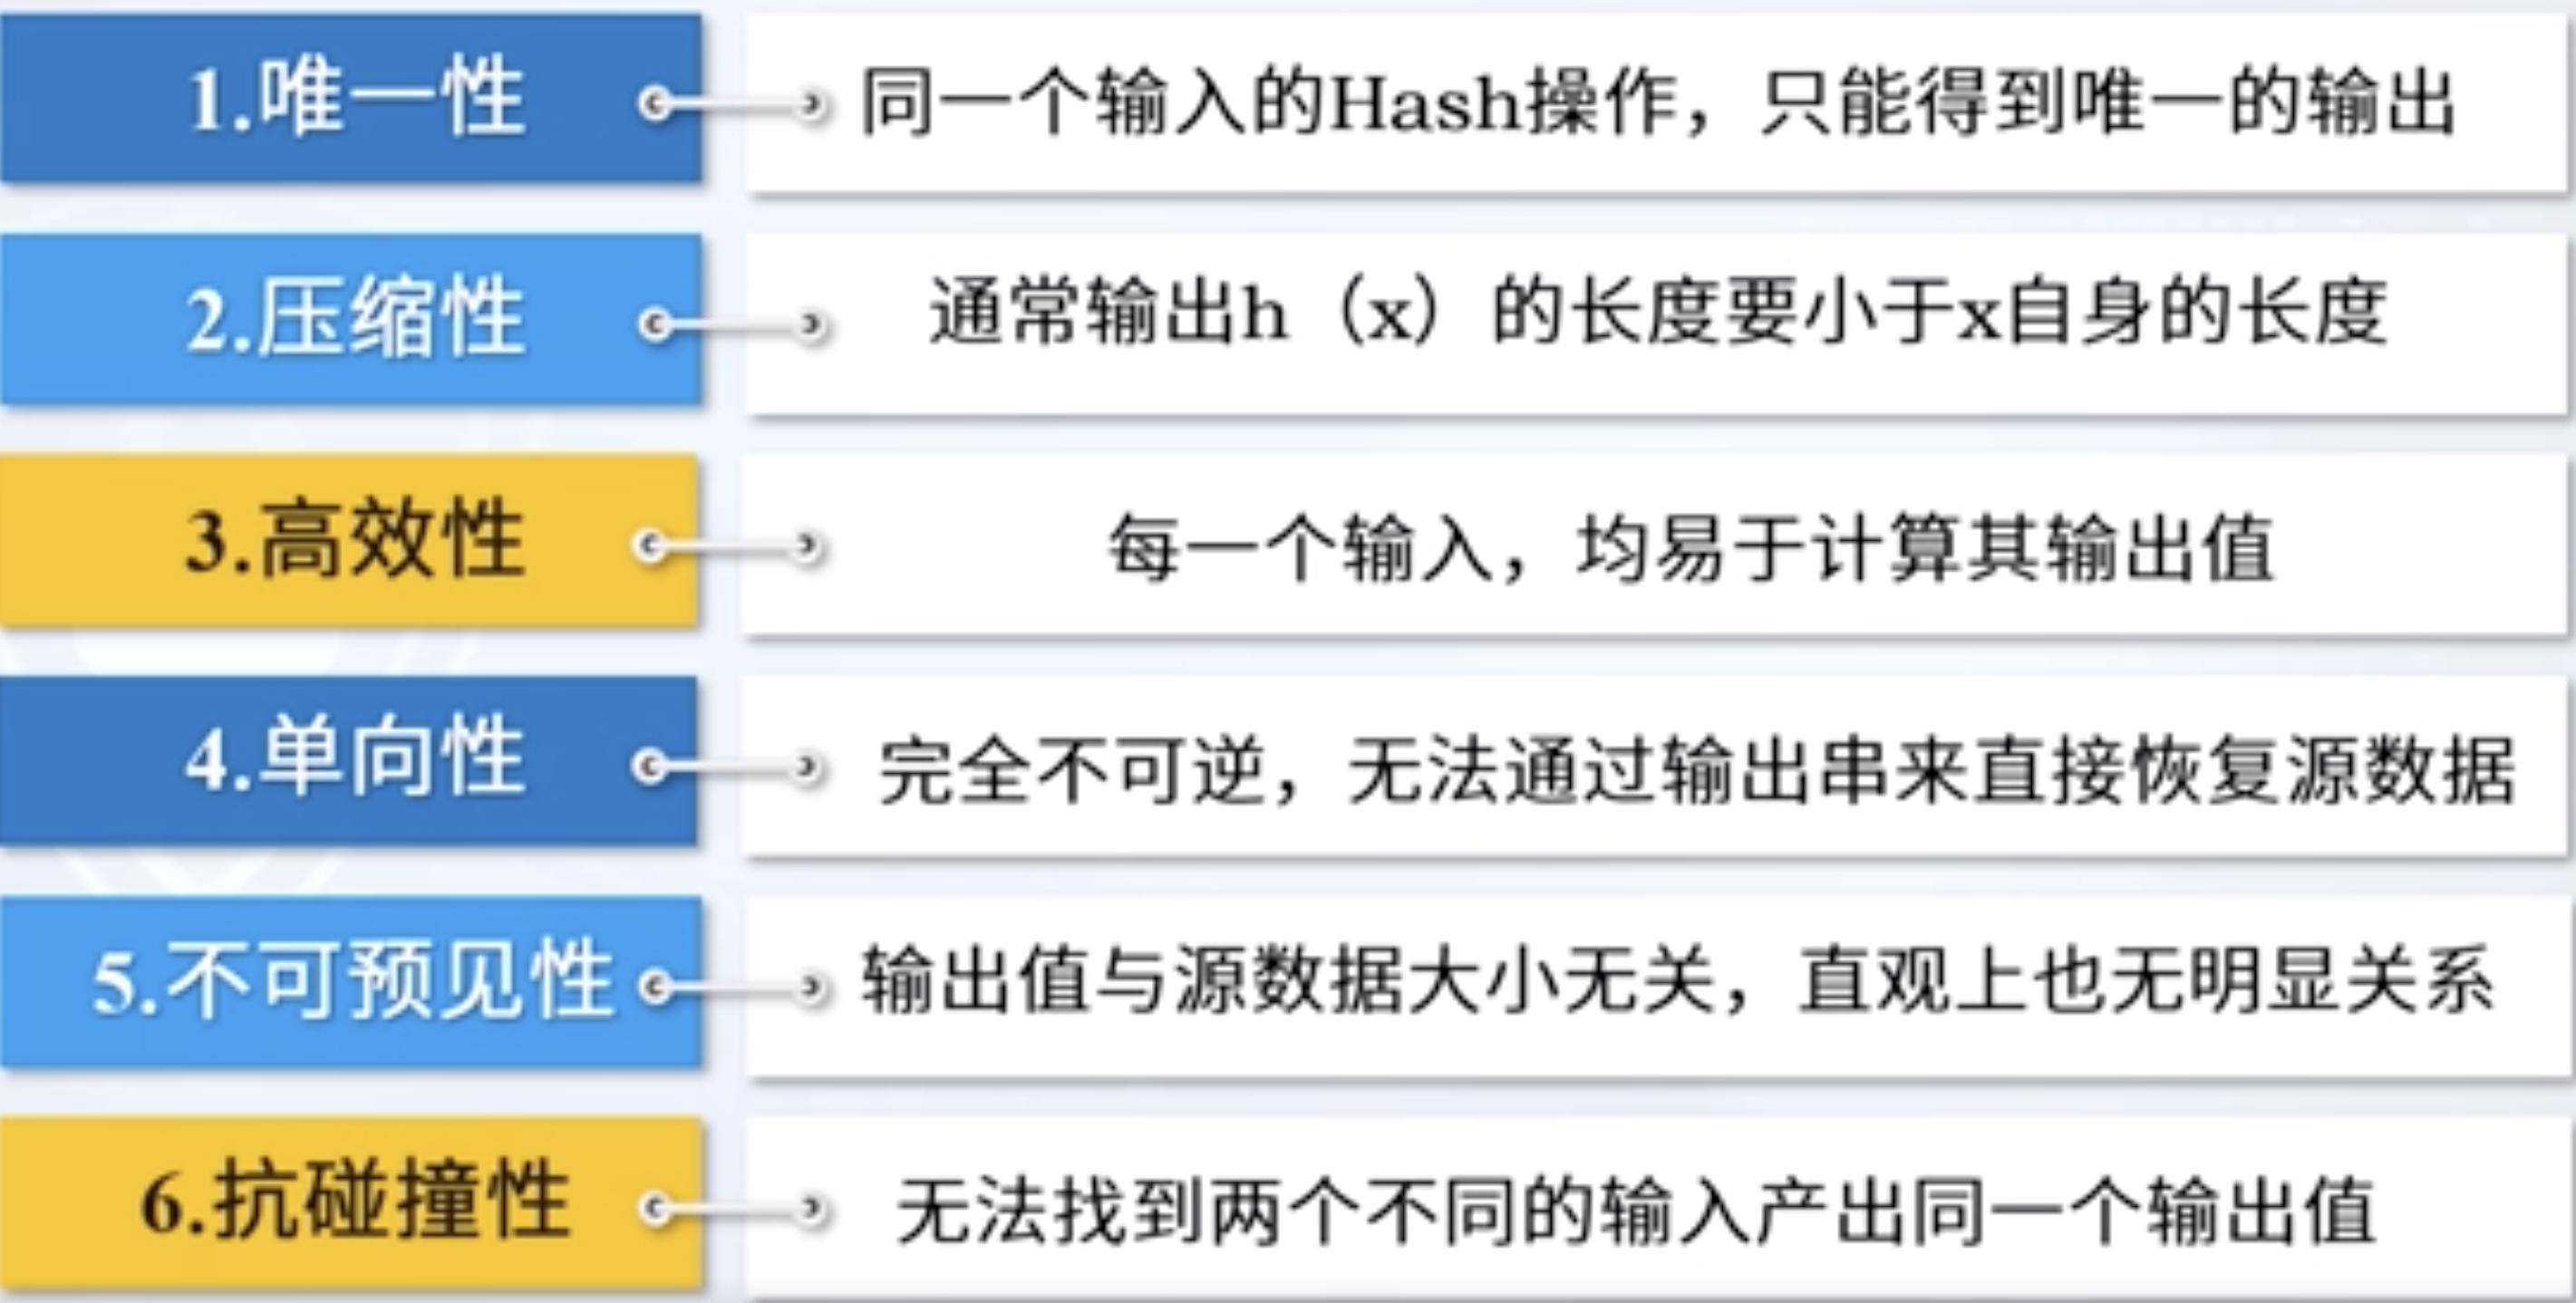 1.唯一性
同一个输入的Hash操作，只能得到唯一的输出
2.压缩性
通常输出h（x）的长度要小于x自身的长度
3.高效性
每一个输入，均易于计算其输出值
4.单向性
完全不可逆，无法通过输出串来直接恢复源数据
5.不可预见性
输出值与源数据大小无关，直观上也无明显关系
6.抗碰撞性
无法找到两个不同的输入产出同一个输出值